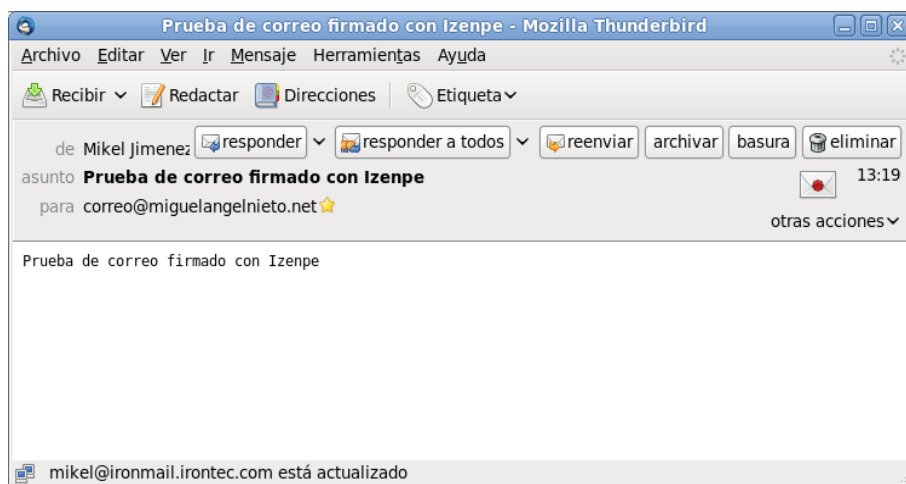 Prueba de correo firmado con Izenpe - Mozilla Thunderbird
Archivo Editar Ver Ir Mensaje Herramientas Ayuda
Recibir Redactar Direcciones Etiqueta
de Mikel Jimenez responder responder a todos reenviar archivar basura eliminar
asunto Prueba de correo firmado con Izenpe 13:19
para correo@miguelangelnieto.net
otras acciones
Prueba de correo firmado con Izenpe
mikel@ironmail.irontec.com está actualizado